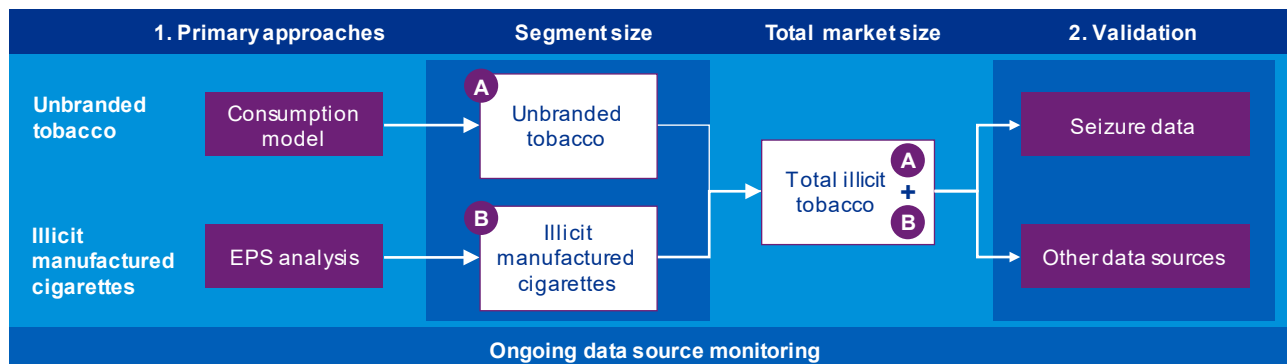 1. Primary approaches
Segment size
Total market size
2. Validation
Unbranded
tobacco
Consumption
model
A
Unbranded
tobacco
Illicit
manufactured
cigarettes
EPS analysis
B
Illicit
manufactured
cigarettes
Total illicit
tobacco
A
+
B
Seizure data
Other data sources
Ongoing data source monitoring